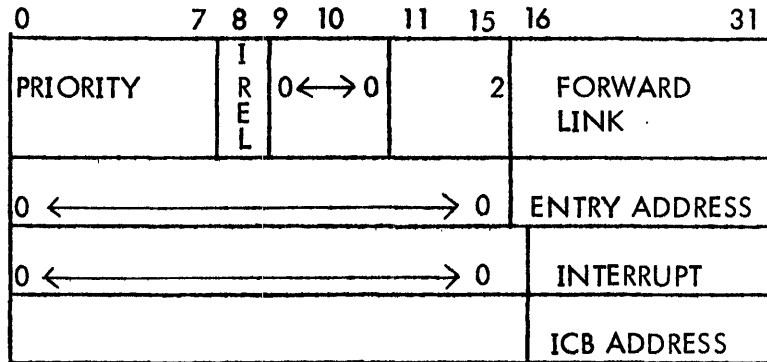 0 7 8 9 10 11 15 16 31
PRIORITY IREL 0 ↔ 0 2 FORWARD
LINK
0 ↔ 0 ENTRY ADDRESS
0 ↔ 0 INTERRUPT
ICB ADDRESS